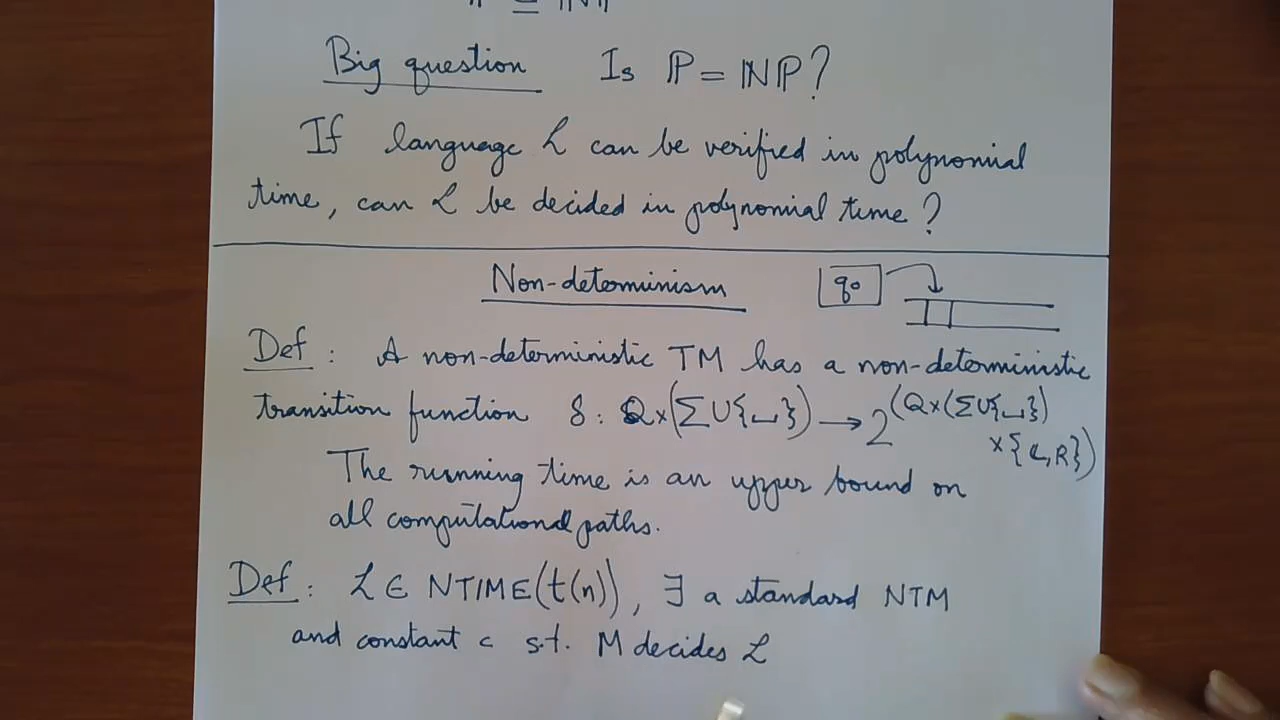 ℙ ⊆ ℕℙ
Big question Is ℙ = ℕℙ?
If language L can be verified in polynomial
time, can L be decided in polynomial time?
Non-determinism
q₀
Def: A non-deterministic TM has a non-deterministic
transition function δ: Q×(Σ∪{␣}) → 2^(Q×(Σ∪{␣})
×{L,R})
The running time is an upper bound on
all computational paths.
Def: L ∈ NTIME(t(n)), ∃ a standard NTM
and constant c s.t. M decides L